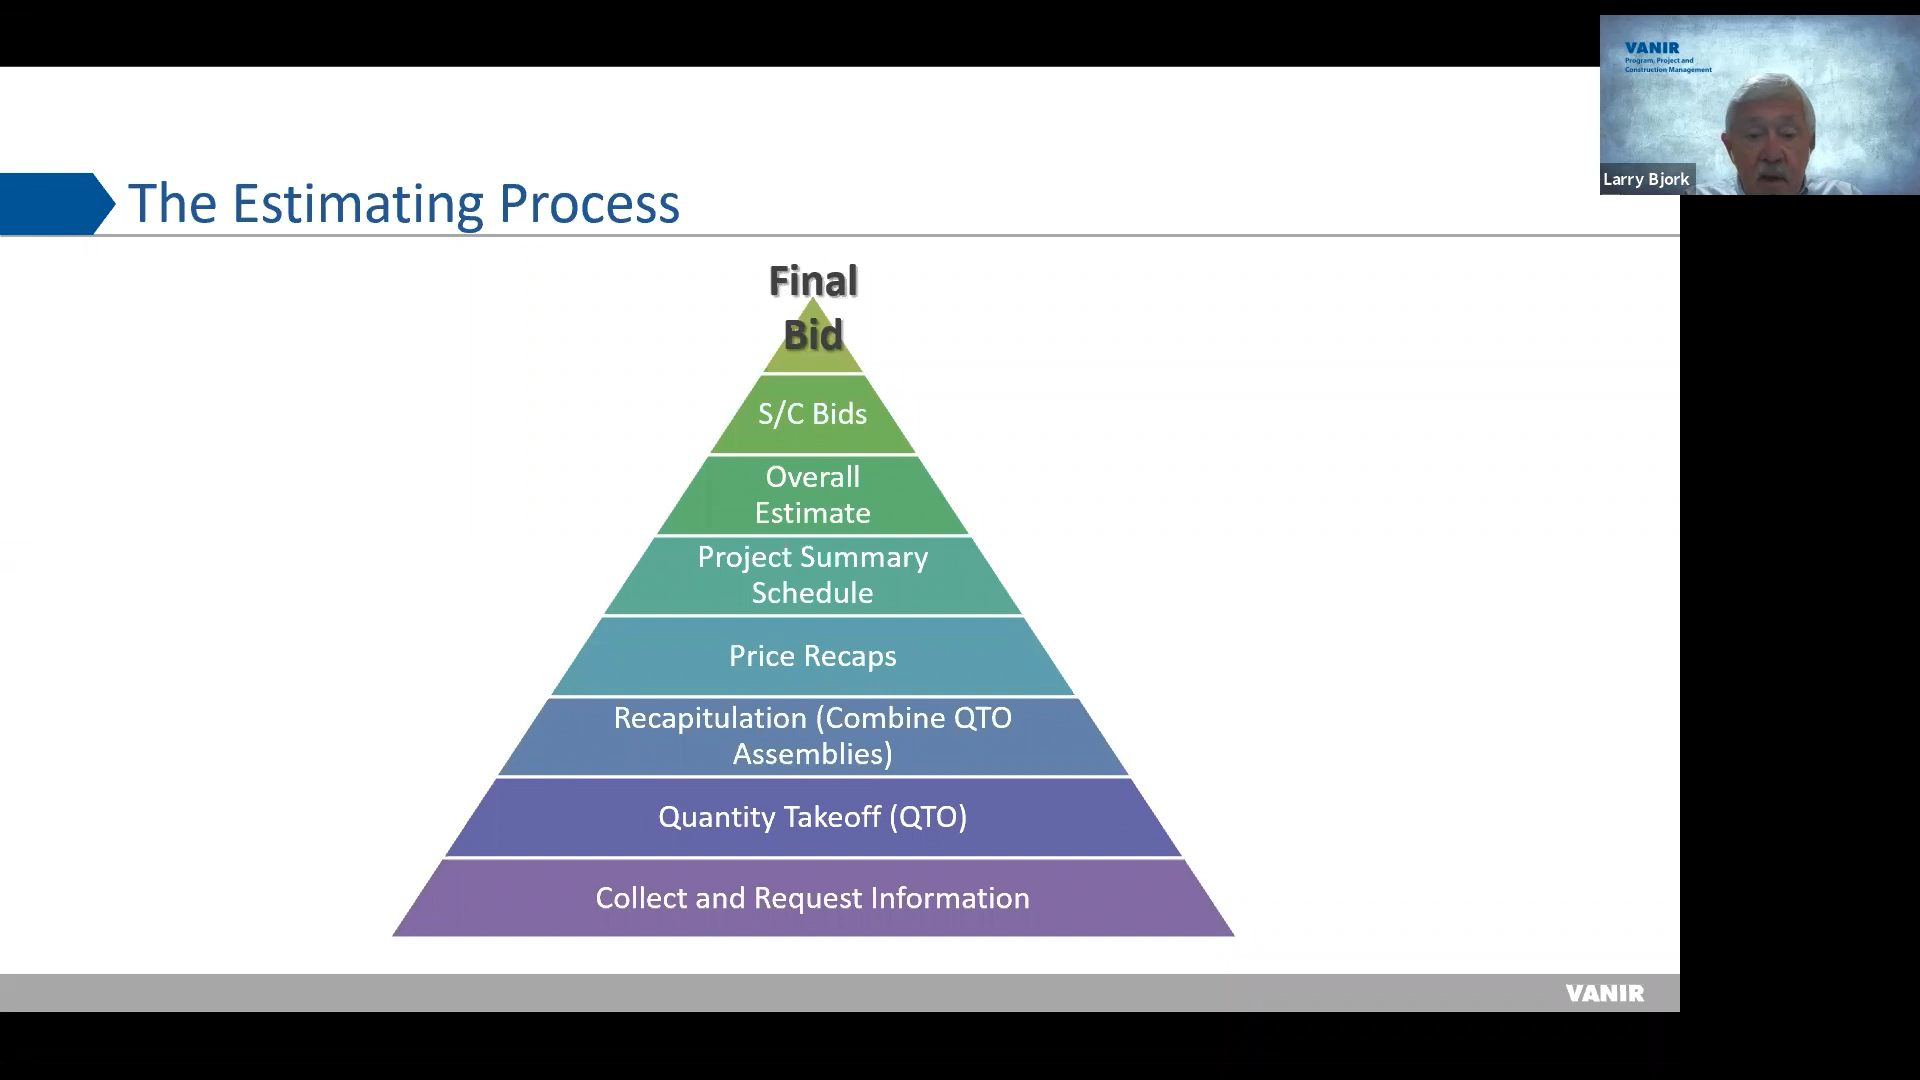 VANIR
Program, Project and
Construction Management
Larry Bjork
The Estimating Process
Final
Bid
S/C Bids
Overall
Estimate
Project Summary
Schedule
Price Recaps
Recapitulation (Combine QTO
Assemblies)
Quantity Takeoff (QTO)
Collect and Request Information
VANIR